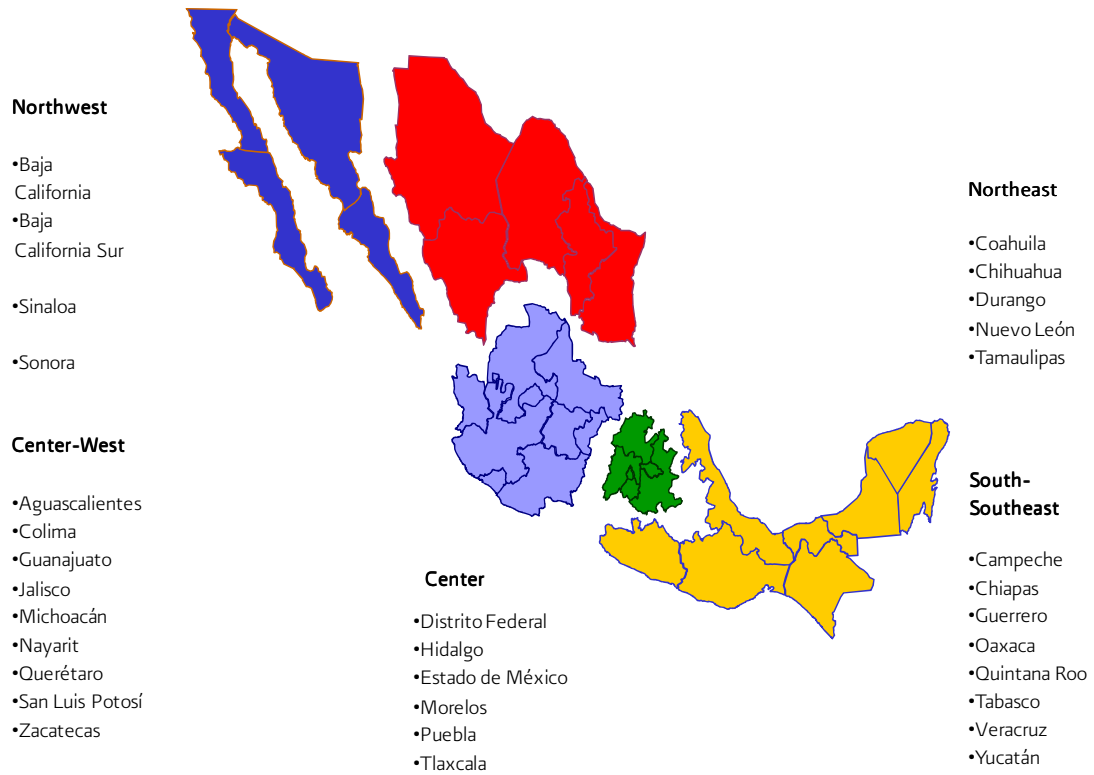 Northwest
•Baja
California
•Baja
California Sur
•Sinaloa
•Sonora
Center-West
•Aguascalientes
•Colima
•Guanajuato
•Jalisco
•Michoacán
•Nayarit
•Querétaro
•San Luis Potosí
•Zacatecas
Center
•Distrito Federal
•Hidalgo
•Estado de México
•Morelos
•Puebla
•Tlaxcala
Northeast
•Coahuila
•Chihuahua
•Durango
•Nuevo León
•Tamaulipas
South-
Southeast
•Campeche
•Chiapas
•Guerrero
•Oaxaca
•Quintana Roo
•Tabasco
•Veracruz
•Yucatán